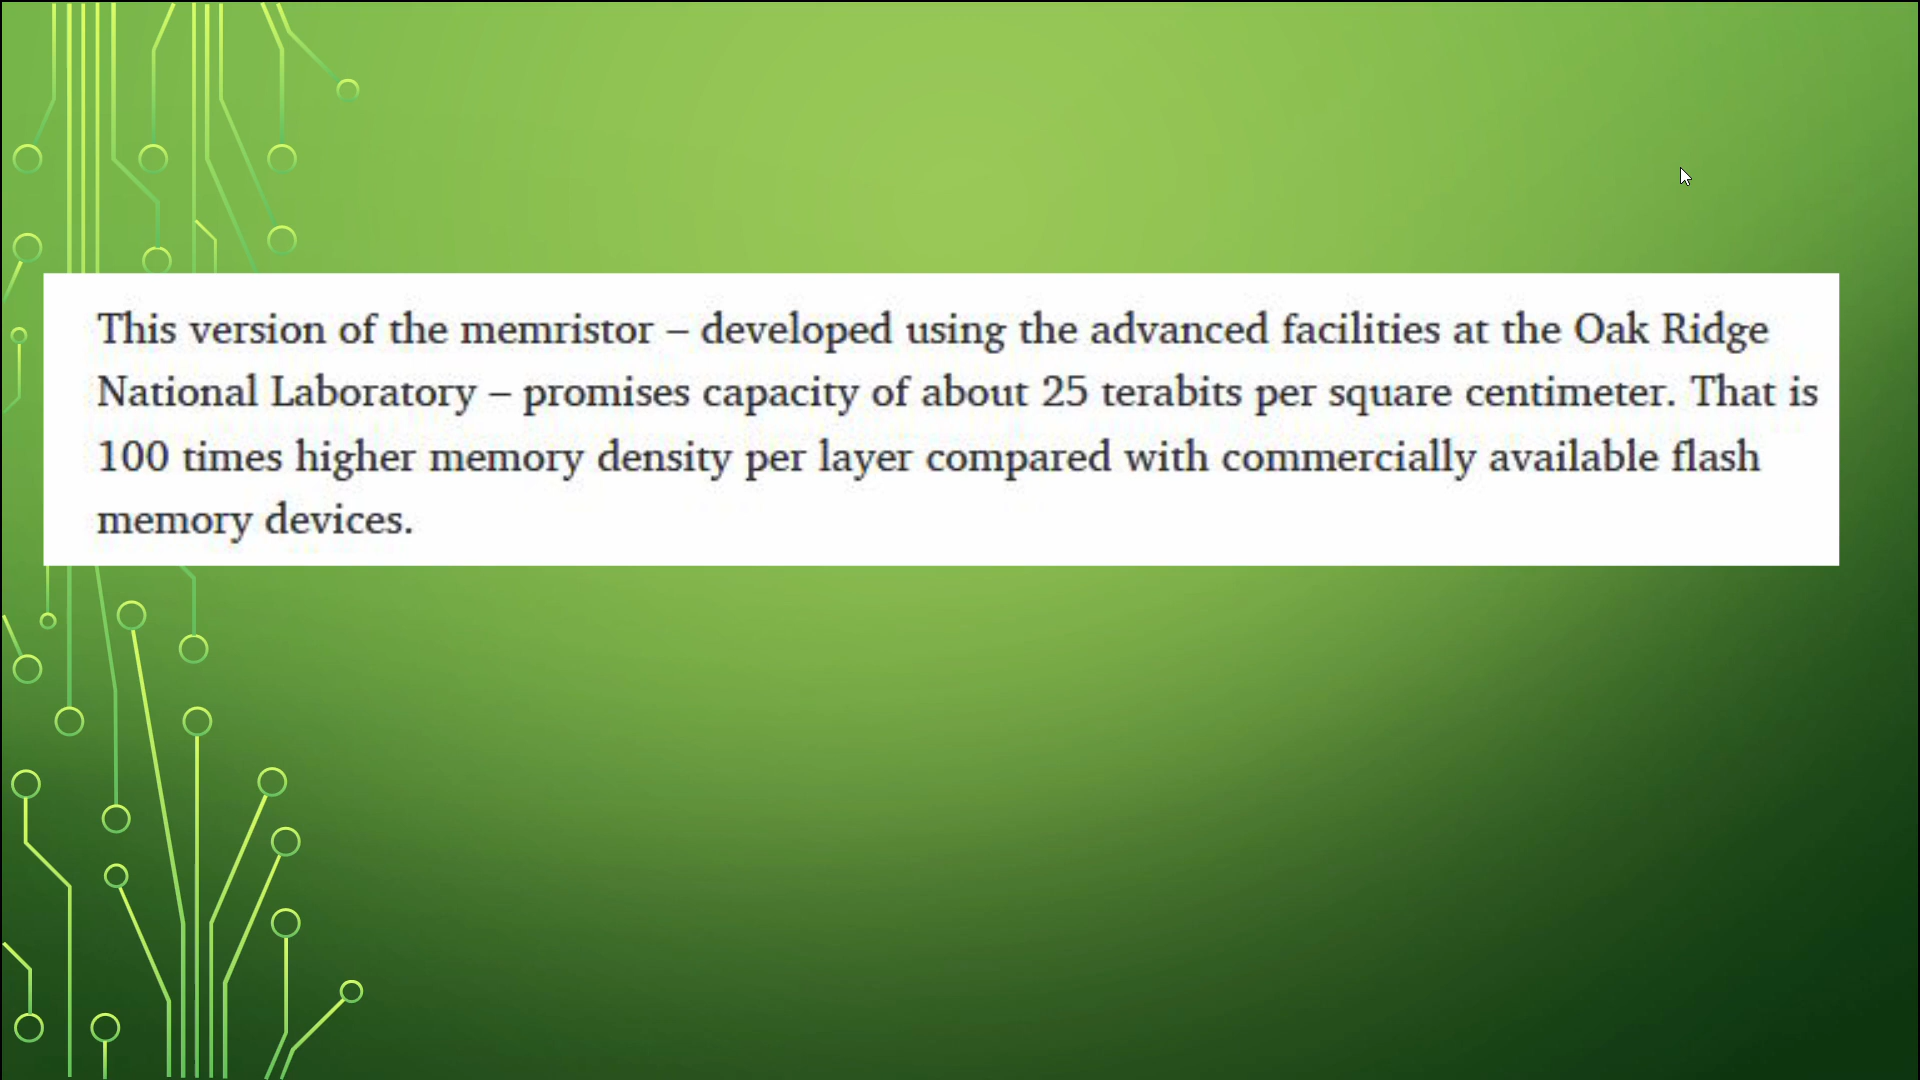 This version of the memristor – developed using the advanced facilities at the Oak Ridge
National Laboratory – promises capacity of about 25 terabits per square centimeter. That is
100 times higher memory density per layer compared with commercially available flash
memory devices.